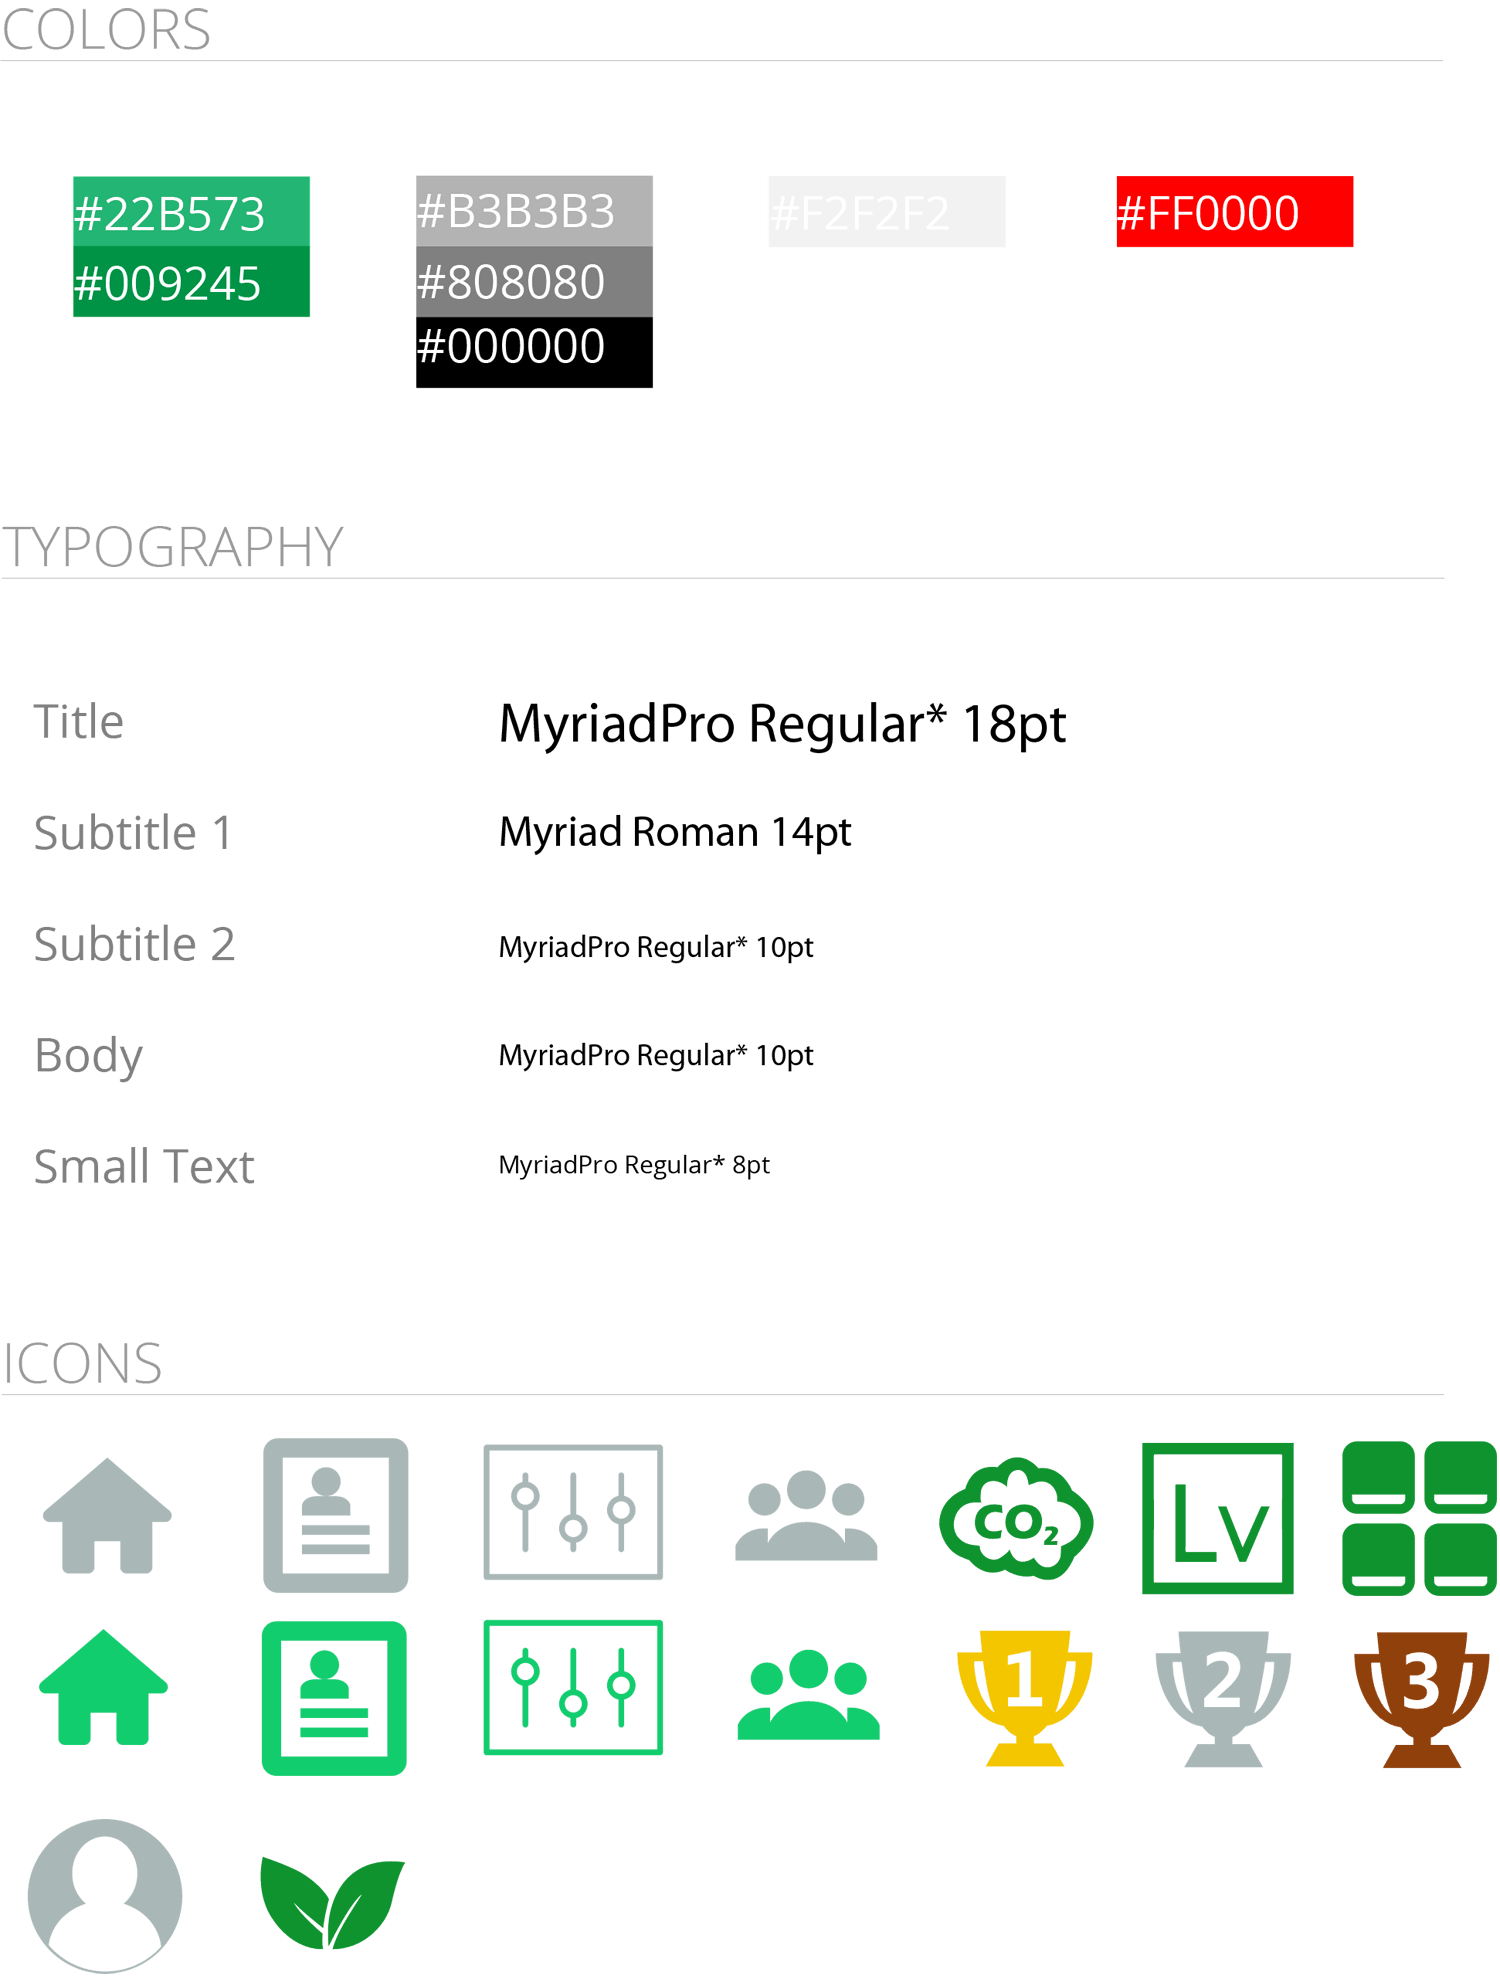 COLORS
#22B573
#009245
#B3B3B3
#808080
#000000
#F2F2F2
#FF0000
TYPOGRAPHY
Title
MyriadPro Regular* 18pt
Subtitle 1
Myriad Roman 14pt
Subtitle 2
MyriadPro Regular* 10pt
Body
MyriadPro Regular* 10pt
Small Text
MyriadPro Regular* 8pt
ICONS
CO₂
Lv
1
2
3